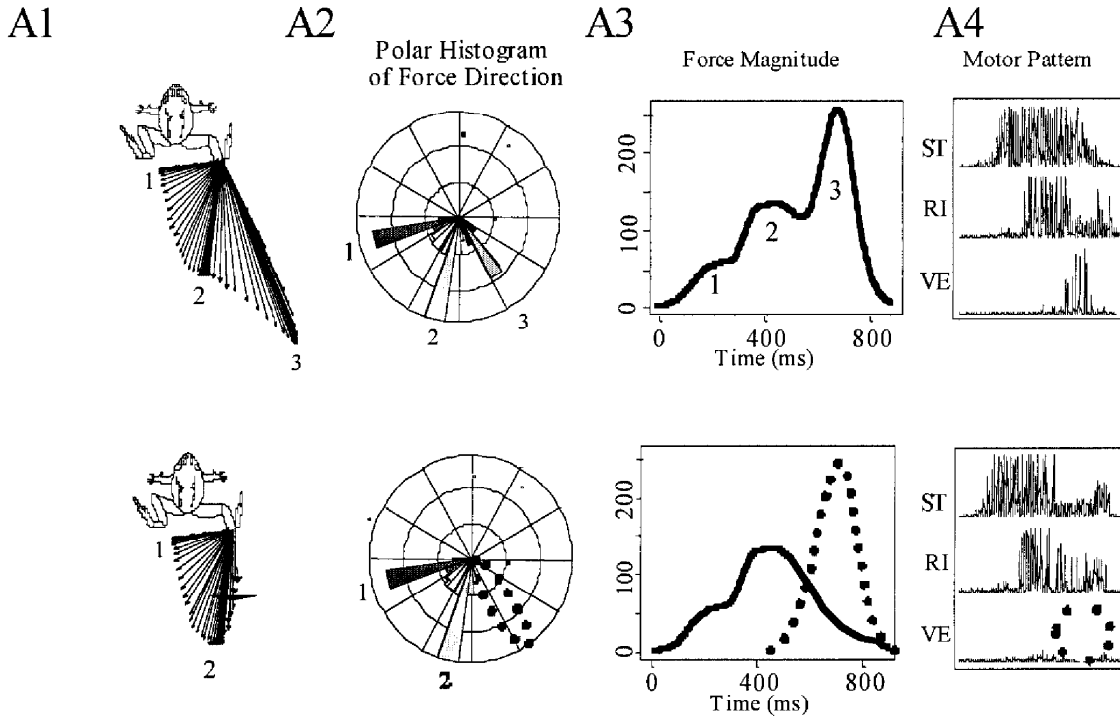 A1
A2
A3
A4
Polar Histogram
of Force Direction
Force Magnitude
Motor Pattern
1
2
3
1
2
3
0
100
200
1
2
3
0
400
800
Time (ms)
ST
RI
VE
1
2
1
2
0
100
200
0
400
800
Time (ms)
ST
RI
VE